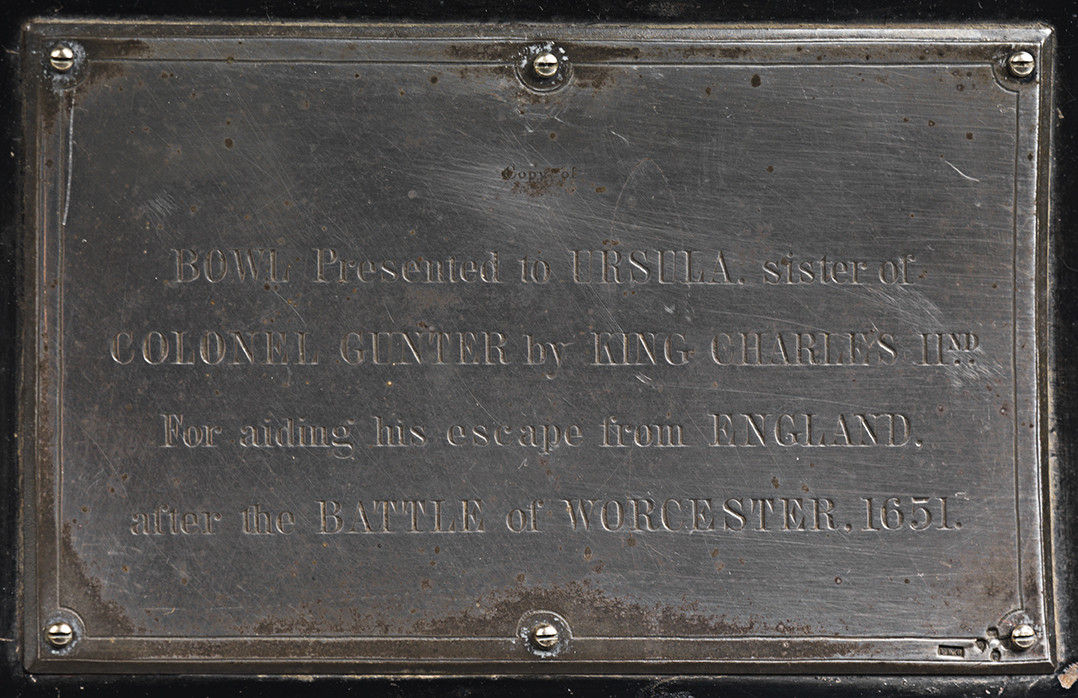 Copy of
BOWL Presented to URSULA, sister of
COLONEL GUNTER by KING CHARLES IIND.
For aiding his escape from ENGLAND,
after the BATTLE of WORCESTER, 1651.